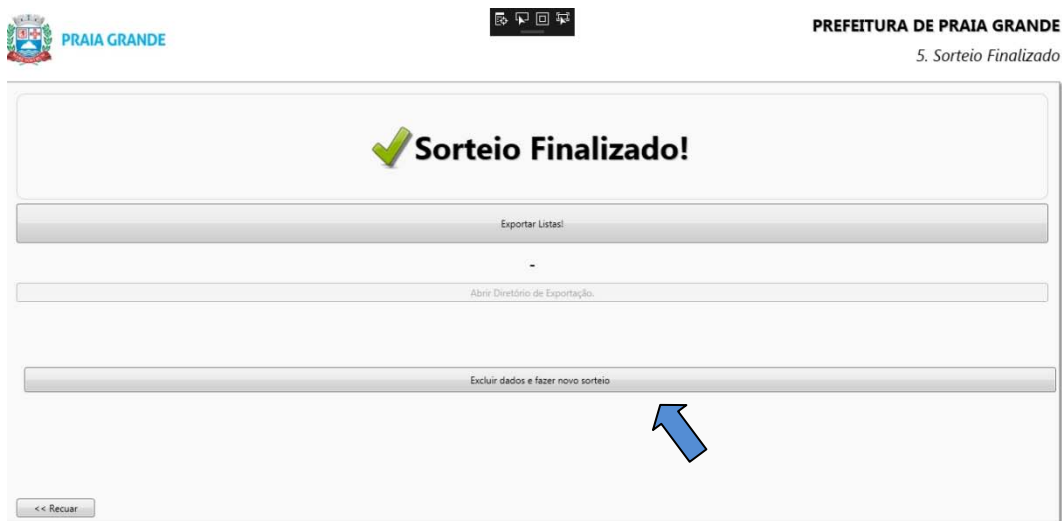 PRAIA GRANDE
PREFEITURA DE PRAIA GRANDE
5. Sorteio Finalizado
Sorteio Finalizado!
Exportar Listas!
-
Abrir Diretório de Exportação.
Excluir dados e fazer novo sorteio
<< Recuar